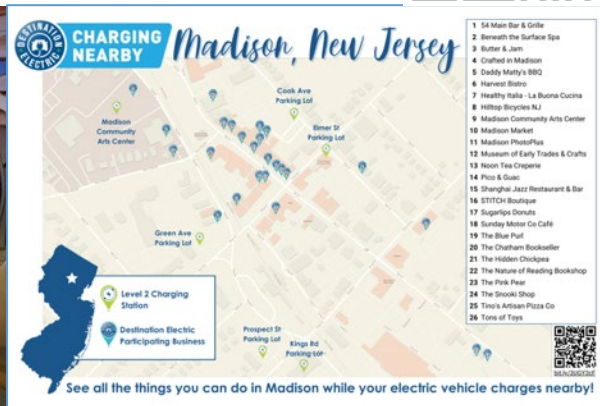 DESTINATION
ELECTRIC
CHARGING
NEARBY
Madison, New Jersey
Madison
Community
Arts Center
Cook Ave
Parking Lot
Elmer St
Parking Lot
Green Ave
Parking Lot
Prospect St
Parking Lot
Kings Rd
Parking Lot
Level 2 Charging
Station
Destination Electric
Participating Business
1 54 Main Bar & Grille
2 Beneath the Surface Spa
3 Butter & Jam
4 Crafted in Madison
5 Daddy Matty's BBQ
6 Harvest Bistro
7 Healthy Italia - La Buona Cucina
8 Hilltop Bicycles NJ
9 Madison Community Arts Center
10 Madison Market
11 Madison PhotoPlus
12 Museum of Early Trades & Crafts
13 Noon Tea Creperie
14 Pico & Guac
15 Shanghai Jazz Restaurant & Bar
16 STITCH Boutique
17 Sugarlips Donuts
18 Sunday Motor Co Café
19 The Blue Purl
20 The Chatham Bookseller
21 The Hidden Chickpea
22 The Nature of Reading Bookshop
23 The Pink Pear
24 The Snooki Shop
25 Tino's Artisan Pizza Co
26 Tons of Toys
See all the things you can do in Madison while your electric vehicle charges nearby!